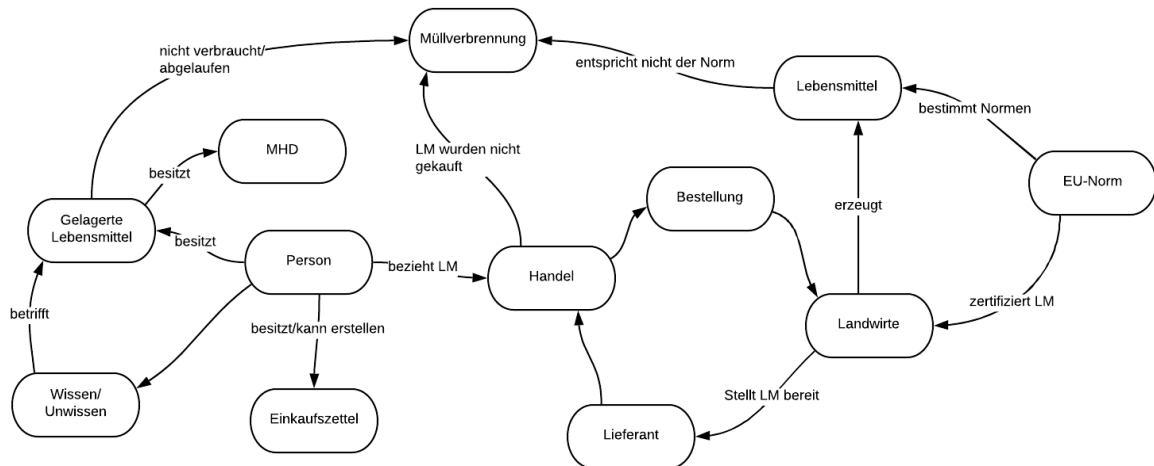 Müllverbrennung
nicht verbraucht/
abgelaufen
entspricht nicht der Norm
Lebensmittel
bestimmt Normen
MHD
LM wurden nicht
gekauft
besitzt
EU-Norm
Bestellung
erzeugt
Gelagerte
Lebensmittel
besitzt
Person
bezieht LM
Handel
zertifiziert LM
betrifft
besitzt/kann erstellen
Landwirte
Wissen/
Unwissen
Stellt LM bereit
Einkaufszettel
Lieferant